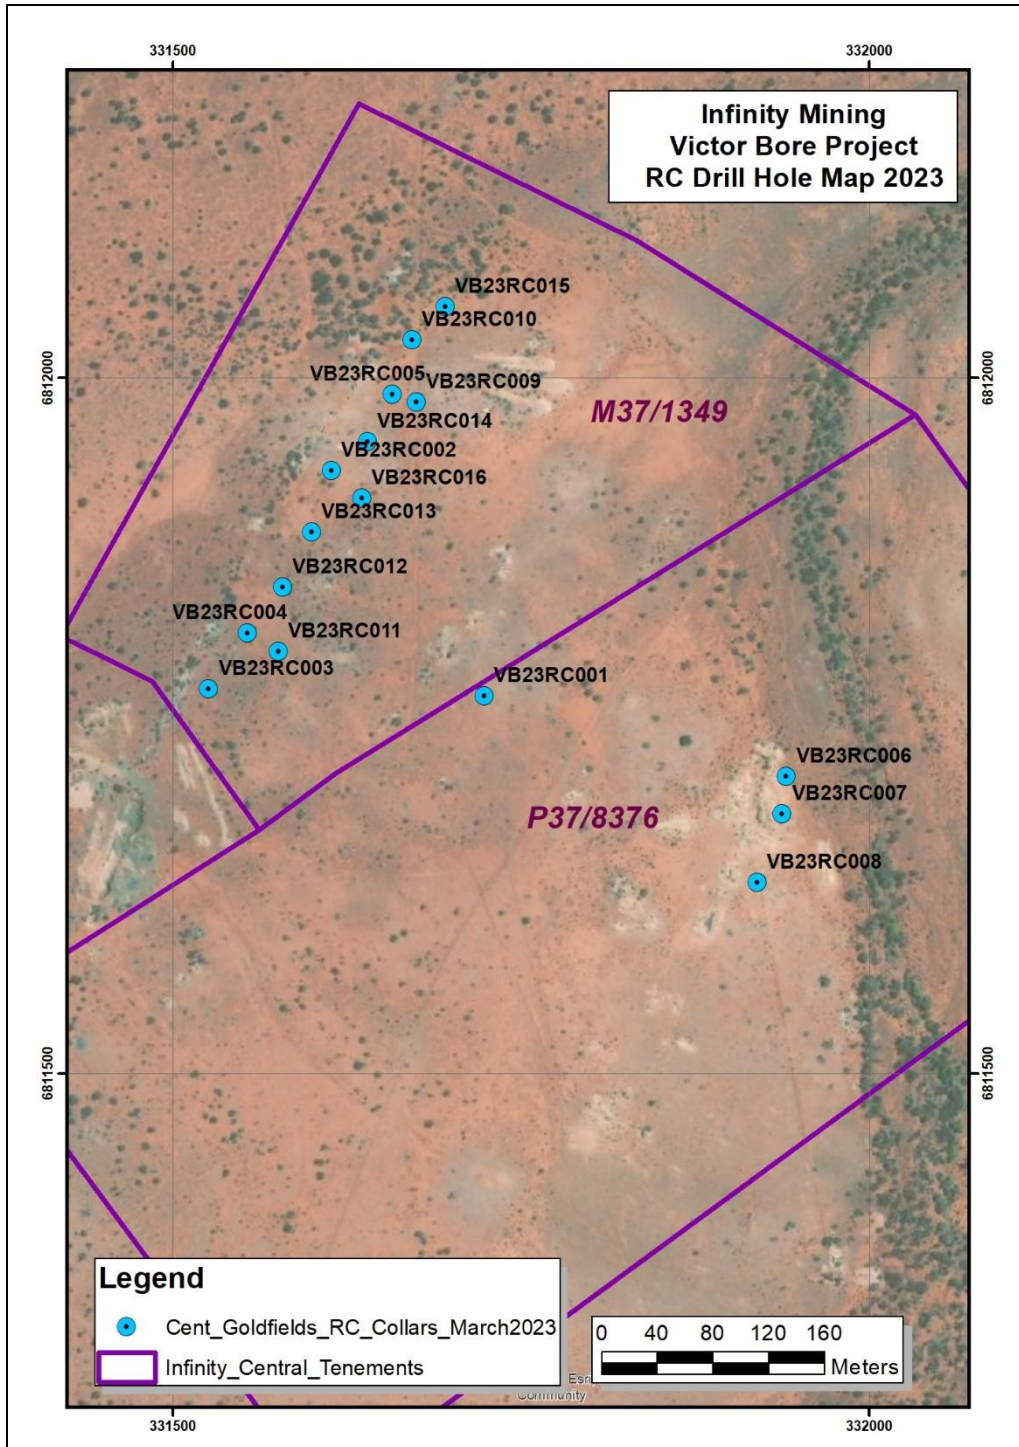 331500
332000
Infinity Mining
Victor Bore Project
RC Drill Hole Map 2023
VB23RC015
VB23RC010
6812000
6812000
VB23RC005
VB23RC009
M37/1349
VB23RC014
VB23RC002
VB23RC016
VB23RC013
VB23RC012
VB23RC004
VB23RC011
VB23RC003
VB23RC001
VB23RC006
VB23RC007
P37/8376
VB23RC008
6811500
6811500
Legend
Cent_Goldfields_RC_Collars_March2023
Infinity_Central_Tenements
0 40 80 120 160
Meters
Esri
Community
331500
332000